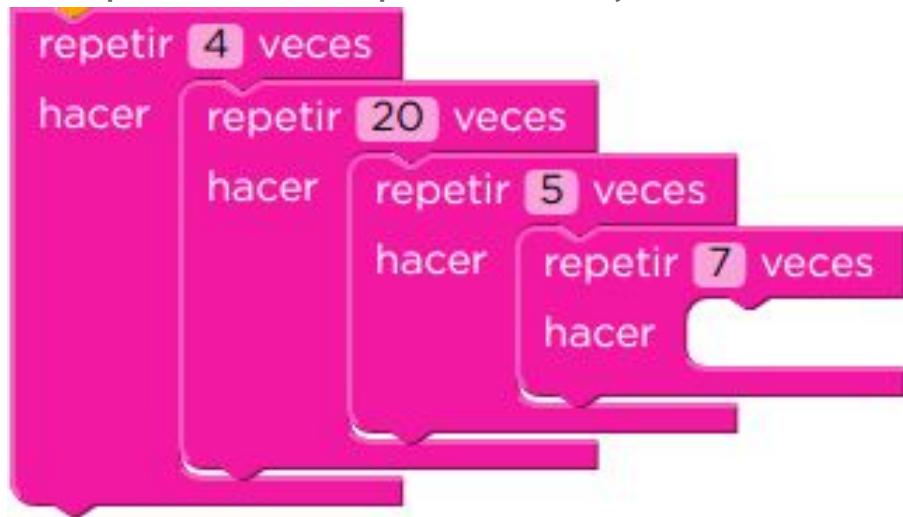 repetir 4 veces
hacer repetir 20 veces
hacer repetir 5 veces
hacer repetir 7 veces
hacer